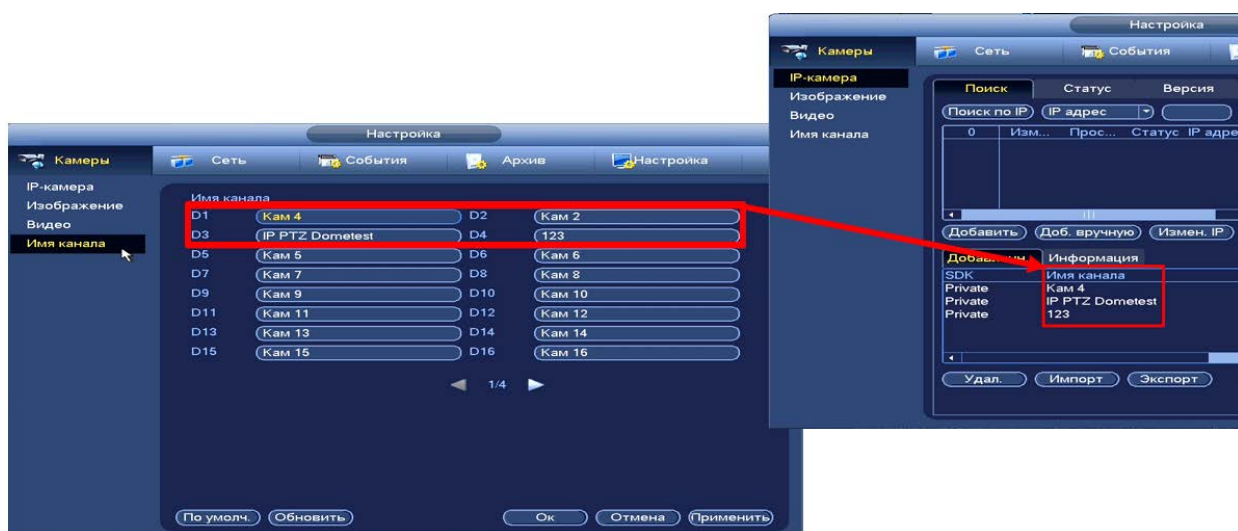 Настройка
Камеры Сеть События Архив Настройка
IP-камера
Изображение
Видео
Имя канала
Имя канала
D1 Кам 4 D2 Кам 2
D3 IP PTZ Dometest D4 123
D5 Кам 5 D6 Кам 6
D7 Кам 7 D8 Кам 8
D9 Кам 9 D10 Кам 10
D11 Кам 11 D12 Кам 12
D13 Кам 13 D14 Кам 14
D15 Кам 15 D16 Кам 16
1/4
По умолч. Обновить Ок Отмена Применить
Настройка
Камеры Сеть События
IP-камера
Изображение
Видео
Имя канала
Поиск Статус Версия
Поиск по IP IP адрес
0 Изм... Прос... Статус IP адре
Добавить Доб. вручную Измен. IP
Информация
SDK Имя канала
Private Кам 4
Private IP PTZ Dometest
Private 123
Удал. Импорт Экспорт